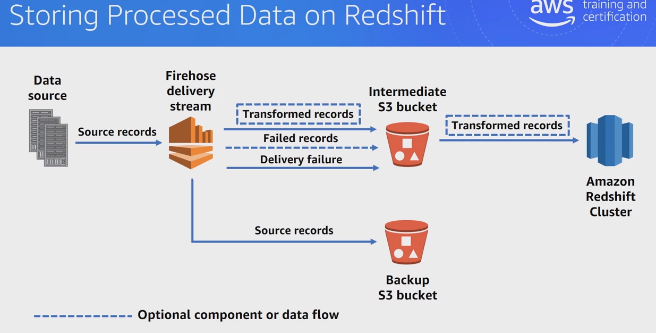 Storing Processed Data on Redshift
aws
training and
certification
Data
source
Source records
Firehose
delivery
stream
Transformed records
Failed records
Delivery failure
Intermediate
S3 bucket
Transformed records
Amazon
Redshift
Cluster
Source records
Backup
S3 bucket
Optional component or data flow